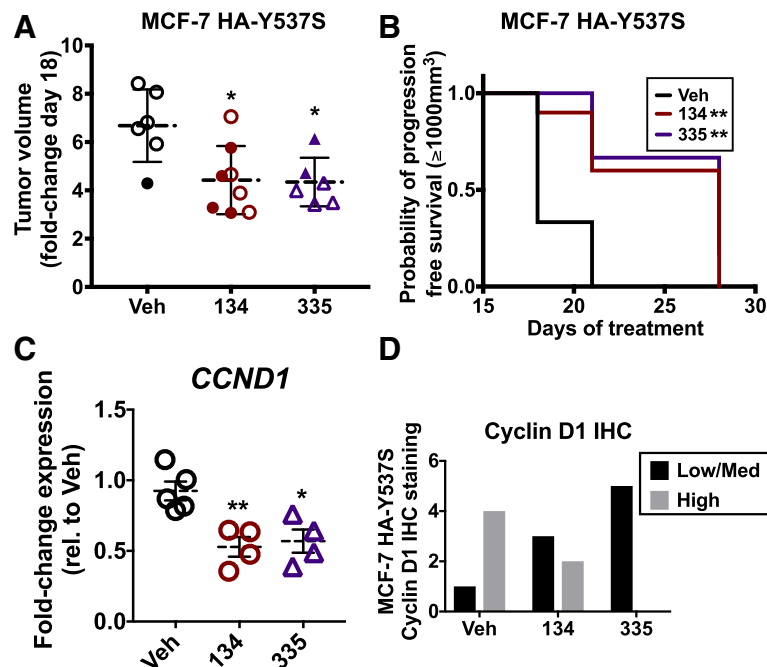 A
MCF-7 HA-Y537S
Tumor volume
(fold-change day 18)
10
8
6
4
2
0
*
*
Veh
134
335
B
MCF-7 HA-Y537S
Probability of progression
free survival (≥1000mm³)
1.0
0.5
0.0
15
20
25
30
Days of treatment
Veh
134 **
335 **
C
CCND1
Fold-change expression
(rel. to Veh)
1.5
1.0
0.5
0.0
**
*
Veh
134
335
D
Cyclin D1 IHC
MCF-7 HA-Y537S
Cyclin D1 IHC staining
6
4
2
0
Veh
134
335
Low/Med
High